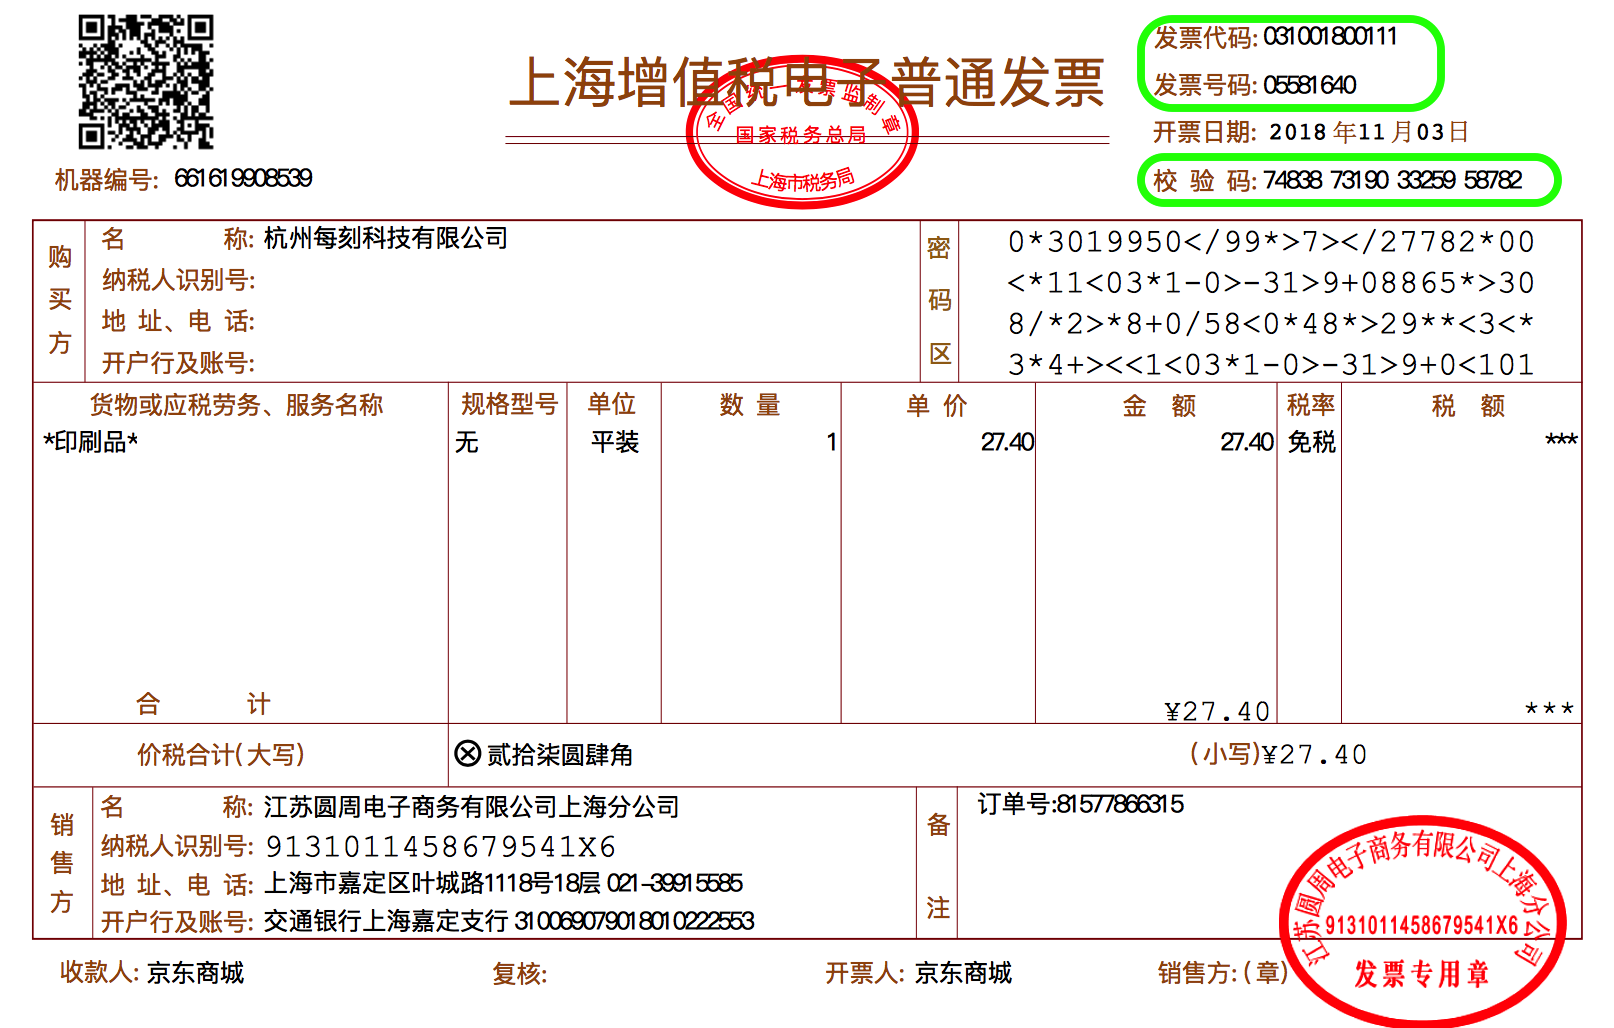 上海增值税电子普通发票
全国统一发票监制章
国家税务总局
上海市税务局
发票代码: 031001800111
发票号码: 05581640
开票日期: 2018 年11 月03 日
机器编号: 661619908539
校 验 码: 74838 73190 33259 58782
购买方
名 称: 杭州每刻科技有限公司
纳税人识别号:
地 址、电 话:
开户行及账号:
密码区
0*3019950</99*>7></27782*00
<*11<03*1-0>-31>9+08865*>30
8/*2>*8+0/58<0*48*>29**<3<*
3*4+><<1<03*1-0>-31>9+0<101
货物或应税劳务、服务名称 规格型号 单位 数 量 单 价 金 额 税率 税 额
*印刷品* 无 平装 1 27.40 27.40 免税 ***
合 计 ¥27.40 ***
价税合计(大写) ⊗ 贰拾柒圆肆角 (小写)¥27.40
销售方
名 称: 江苏圆周电子商务有限公司上海分公司
纳税人识别号: 9131011458679541X6
地 址、电 话: 上海市嘉定区叶城路1118号18层 021-39915585
开户行及账号: 交通银行上海嘉定支行 310069079018010222553
备注
订单号:81577866315
江苏圆周电子商务有限公司上海分公司
9131011458679541X6
发票专用章
收款人: 京东商城 复核: 开票人: 京东商城 销售方:(章)